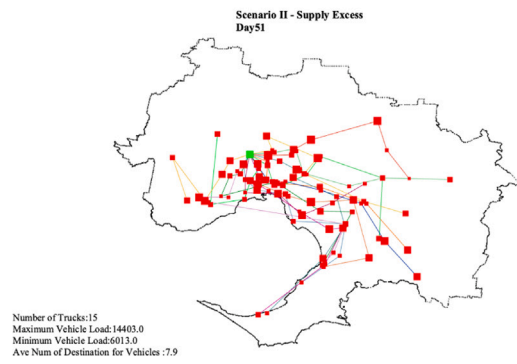 Scenario II - Supply Excess
Day51
Number of Trucks:15
Maximum Vehicle Load:14403.0
Minimum Vehicle Load:6013.0
Ave Num of Destination for Vehicles :7.9